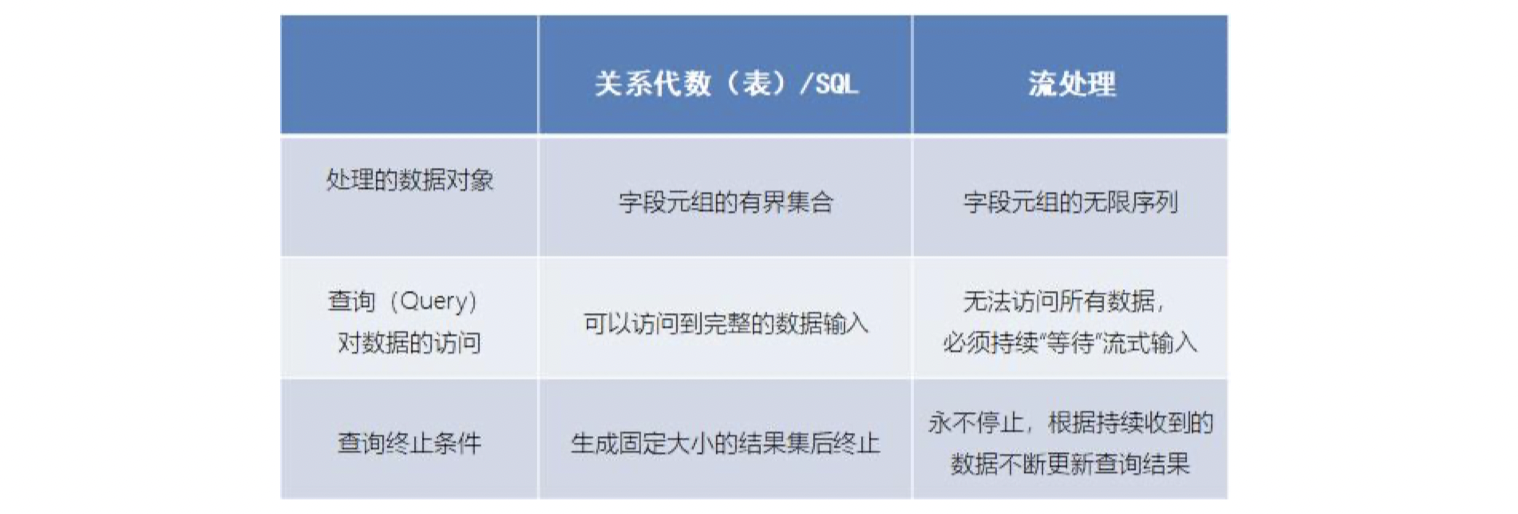 关系代数（表）/SQL
流处理
处理的数据对象
字段元组的有界集合
字段元组的无限序列
查询（Query）
对数据的访问
可以访问到完整的数据输入
无法访问所有数据，
必须持续“等待”流式输入
查询终止条件
生成固定大小的结果集后终止
永不停止，根据持续收到的
数据不断更新查询结果